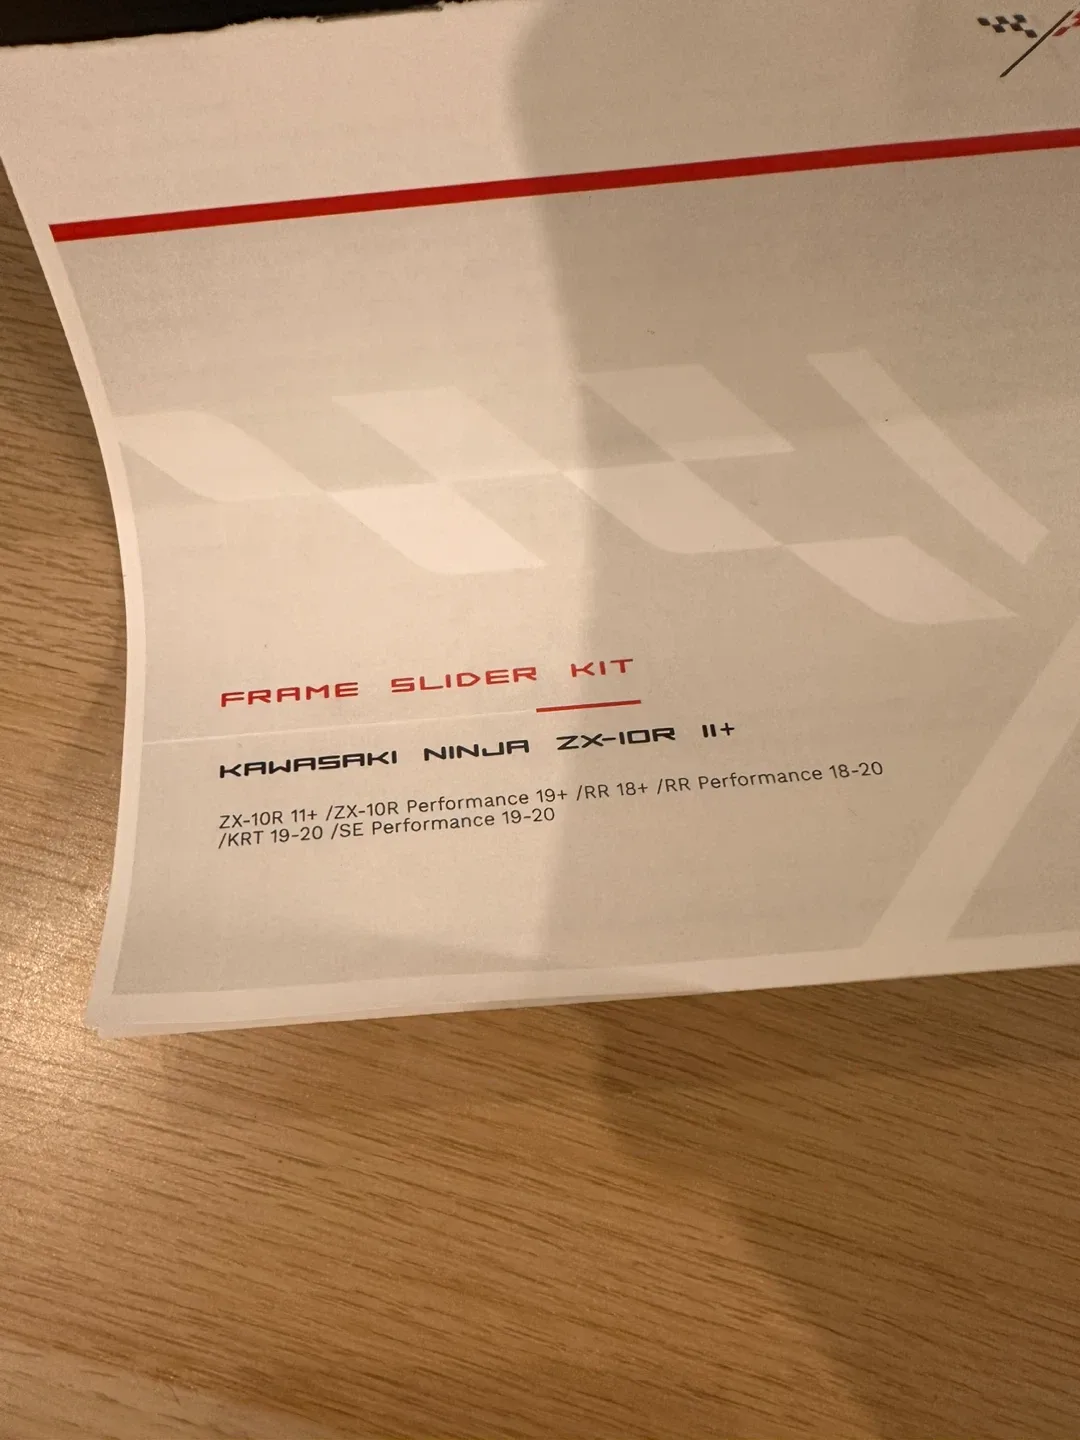 FRAME SLIDER KIT
KAWASAKI NINJA ZX-10R 11+
ZX-10R 11+ /ZX-10R Performance 19+ /RR 18+ /RR Performance 18-20
/KRT 19-20 /SE Performance 19-20